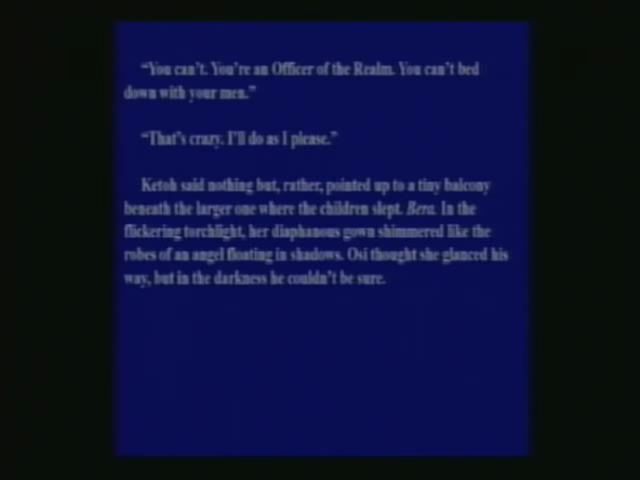 “You can’t. You’re an Officer of the Realm. You can’t bed
down with your men.”
“That’s crazy. I’ll do as I please.”
Ketoh said nothing but, rather, pointed up to a tiny balcony
beneath the larger one where the children slept. Bera. In the
flickering torchlight, her diaphanous gown shimmered like the
robes of an angel floating in shadows. Osi thought she glanced his
way, but in the darkness he couldn’t be sure.